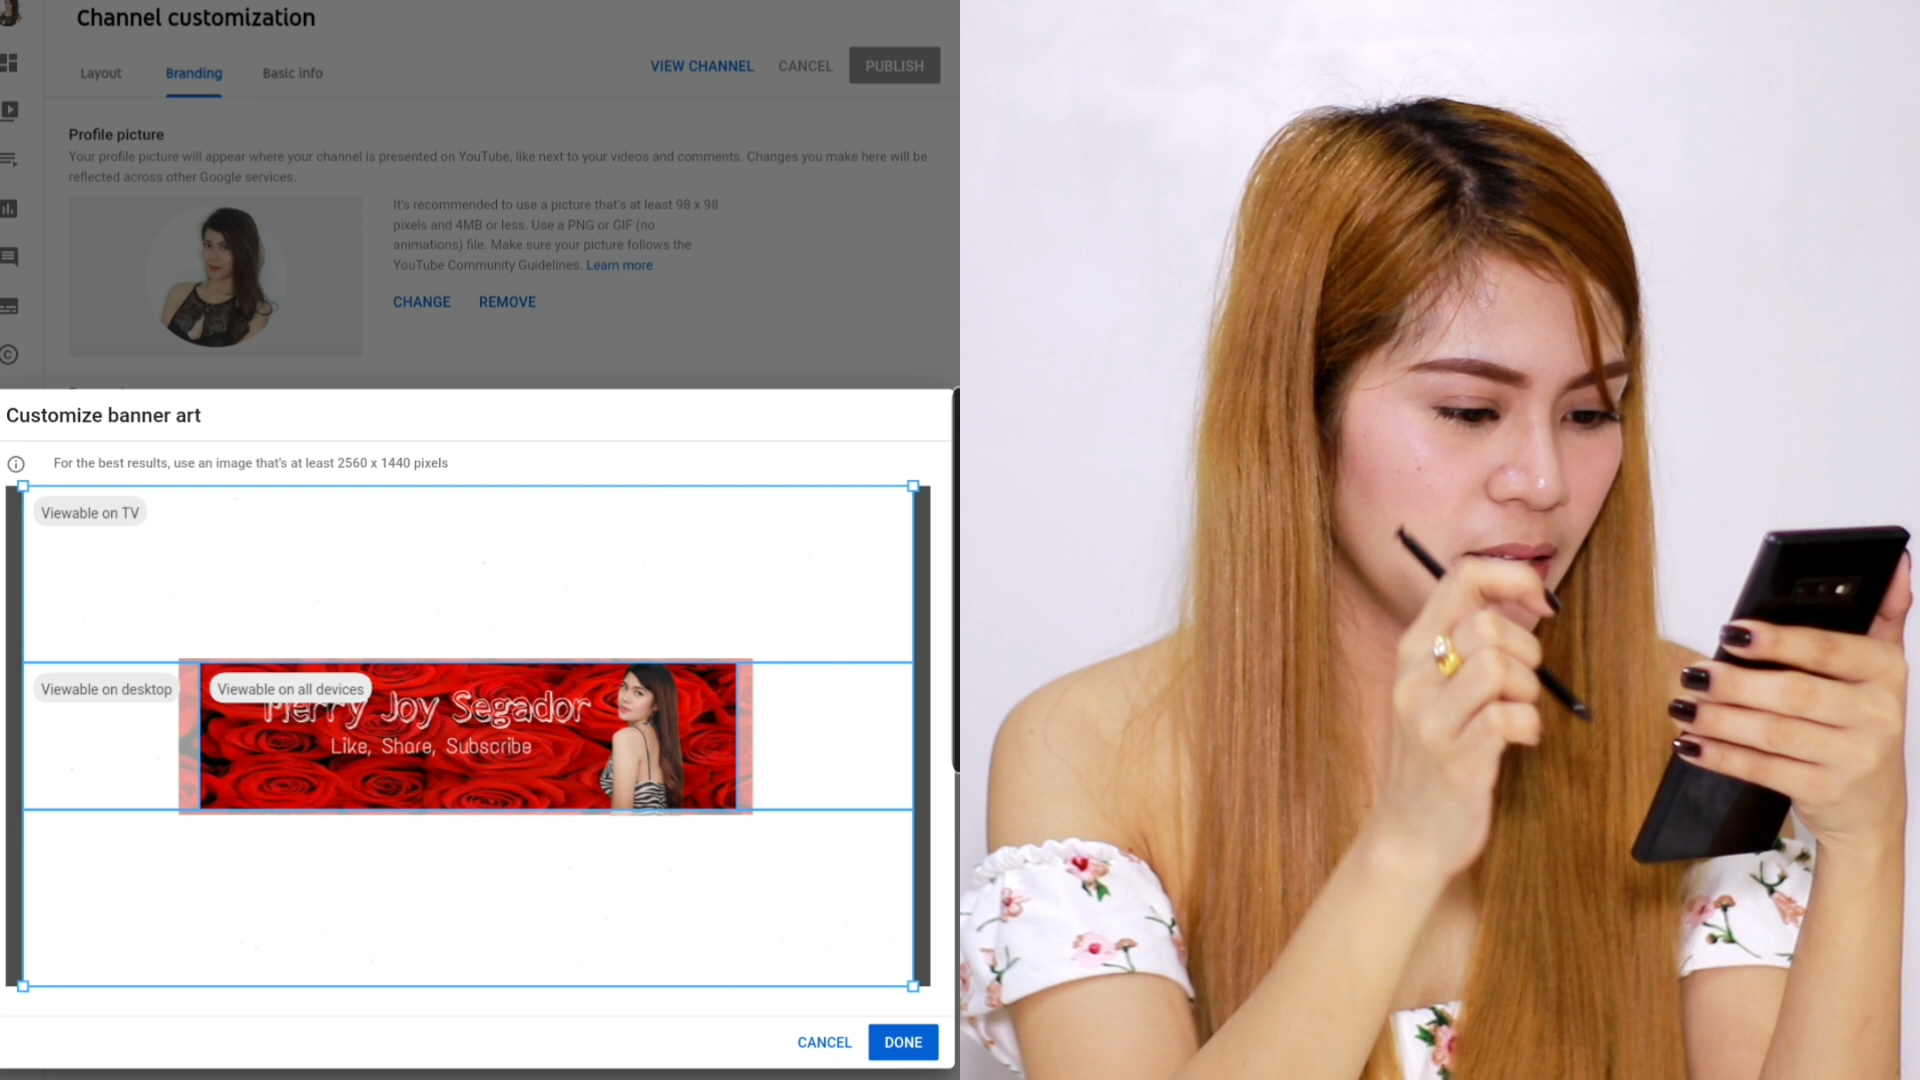 Channel customization
Layout
Branding
Basic info
VIEW CHANNEL
CANCEL
PUBLISH
Profile picture
Your profile picture will appear where your channel is presented on YouTube, like next to your videos and comments. Changes you make here will be
reflected across other Google services.
It's recommended to use a picture that's at least 98 x 98
pixels and 4MB or less. Use a PNG or GIF (no
animations) file. Make sure your picture follows the
YouTube Community Guidelines. Learn more
CHANGE
REMOVE
Customize banner art
For the best results, use an image that's at least 2560 x 1440 pixels
Viewable on TV
Viewable on desktop
Viewable on all devices
Merry Joy Segador
Like, Share, Subscribe
CANCEL
DONE